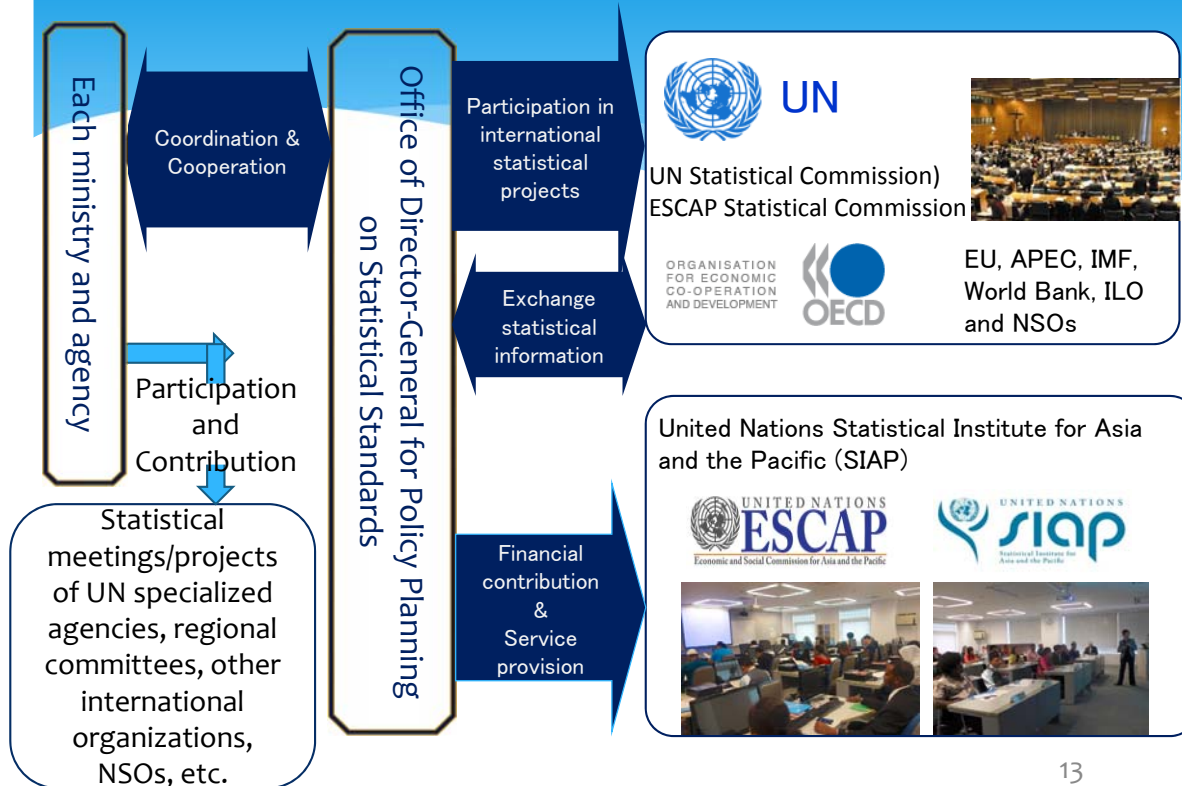 Each ministry and agency
Coordination &
Cooperation
Office of Director-General for Policy Planning
on Statistical Standards
Participation in
international
statistical
projects
UN
UN Statistical Commission)
ESCAP Statistical Commission
ORGANISATION
FOR ECONOMIC
CO-OPERATION
AND DEVELOPMENT
OECD
EU, APEC, IMF,
World Bank, ILO
and NSOs
Exchange
statistical
information
Participation
and
Contribution
Statistical
meetings/projects
of UN specialized
agencies, regional
committees, other
international
organizations,
NSOs, etc.
Financial
contribution
&
Service
provision
United Nations Statistical Institute for Asia
and the Pacific (SIAP)
UNITED NATIONS
ESCAP
Economic and Social Commission for Asia and the Pacific
UNITED NATIONS
siap
Statistical Institute for
Asia and the Pacific
13